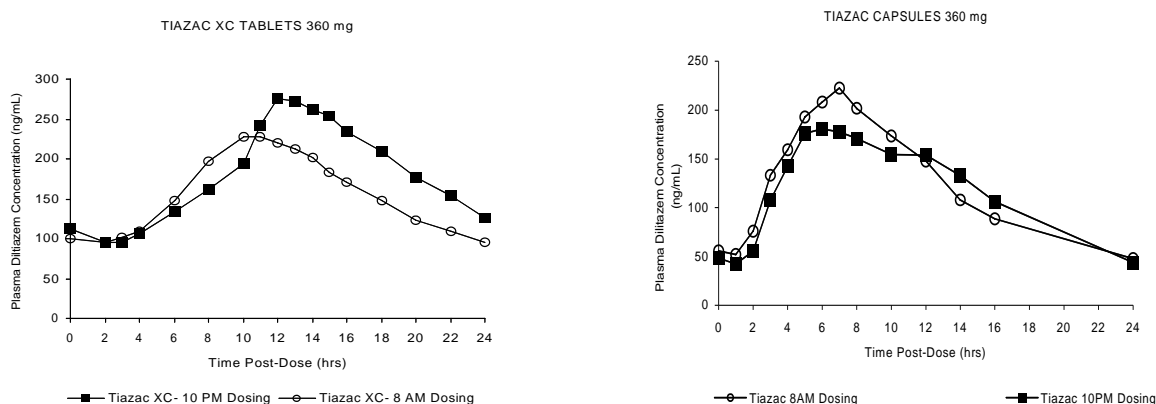 TIAZAC XC TABLETS 360 mg
Plasma Diltiazem Concentration (ng/mL)
300
250
200
150
100
50
0
0 2 4 6 8 10 12 14 16 18 20 22 24
Time Post-Dose (hrs)
Tiazac XC- 10 PM Dosing Tiazac XC- 8 AM Dosing
TIAZAC CAPSULES 360 mg
Plasma Dilitazem Concentration
(ng/mL)
250
200
150
100
50
0
0 2 4 6 8 10 12 14 16 18 20 22 24
Time Post-Dose (hrs)
Tiazac 8AM Dosing Tiazac 10PM Dosing